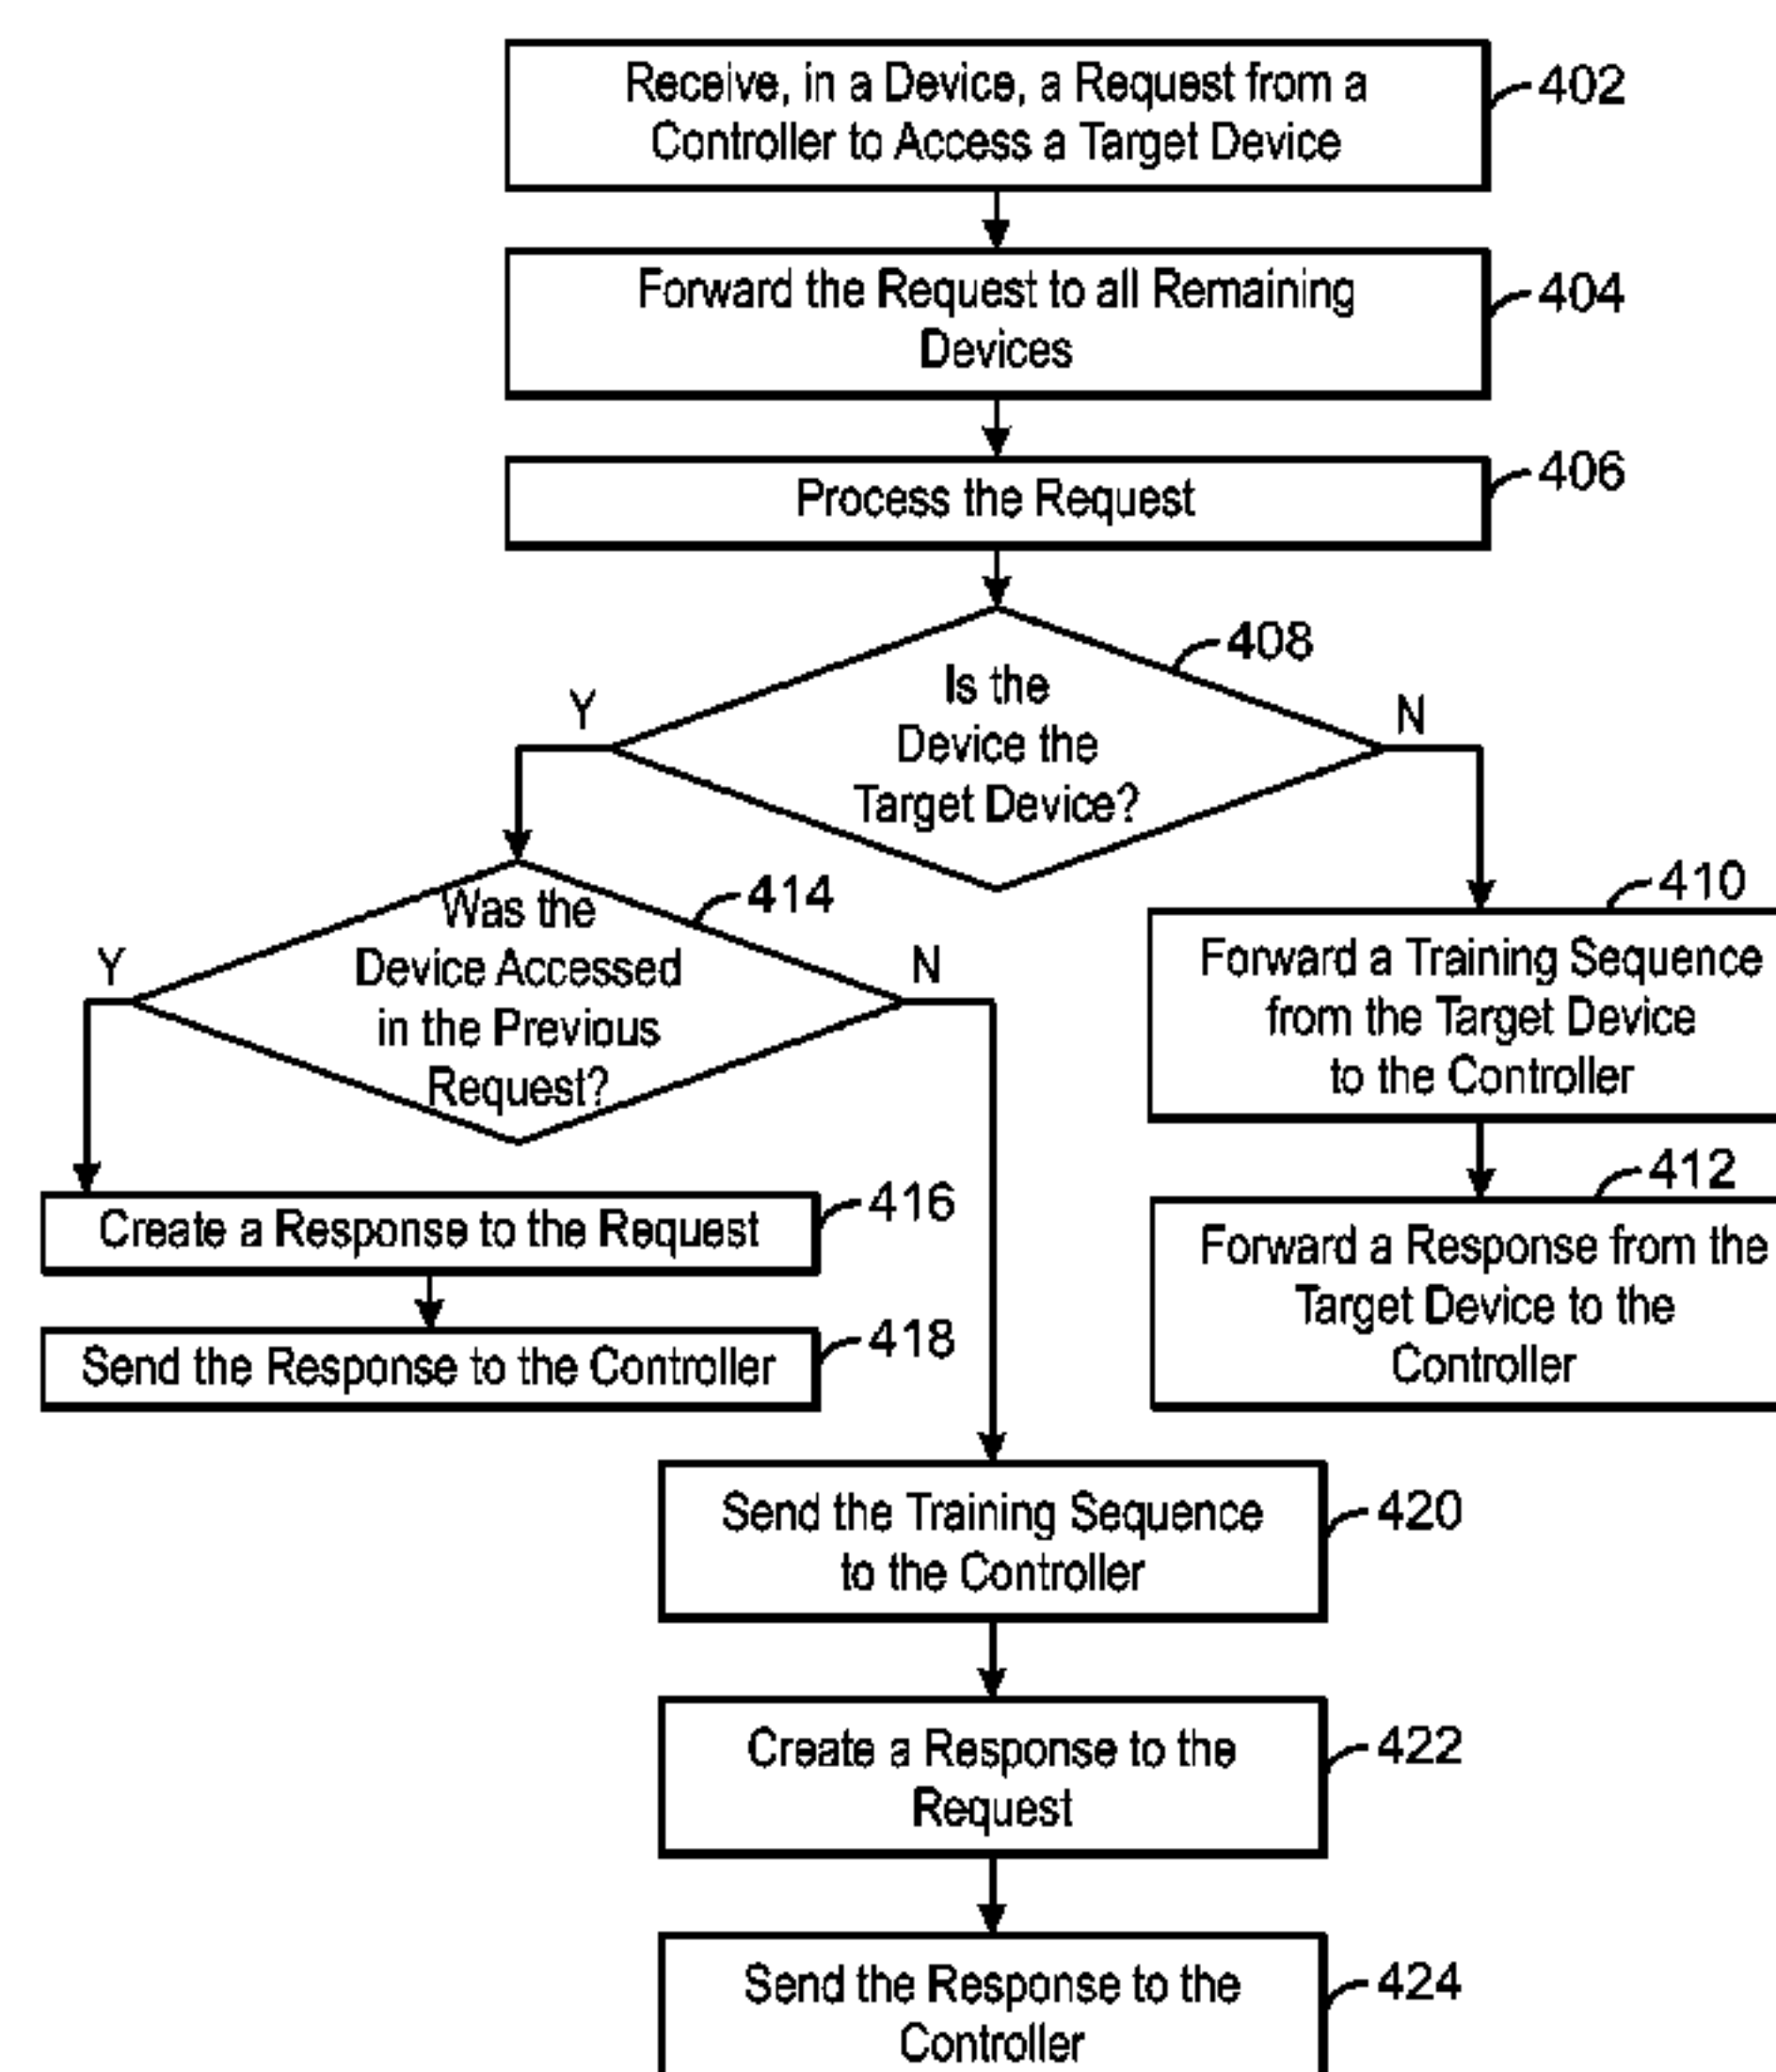 Receive, in a Device, a Request from a
Controller to Access a Target Device
402
Forward the Request to all Remaining
Devices
404
Process the Request
406
Is the
Device the
Target Device?
408
Y
N
Was the
Device Accessed
in the Previous
Request?
414
Y
N
Forward a Training Sequence
from the Target Device
to the Controller
410
Forward a Response from the
Target Device to the
Controller
412
Create a Response to the Request
416
Send the Response to the Controller
418
Send the Training Sequence
to the Controller
420
Create a Response to the
Request
422
Send the Response to the
Controller
424